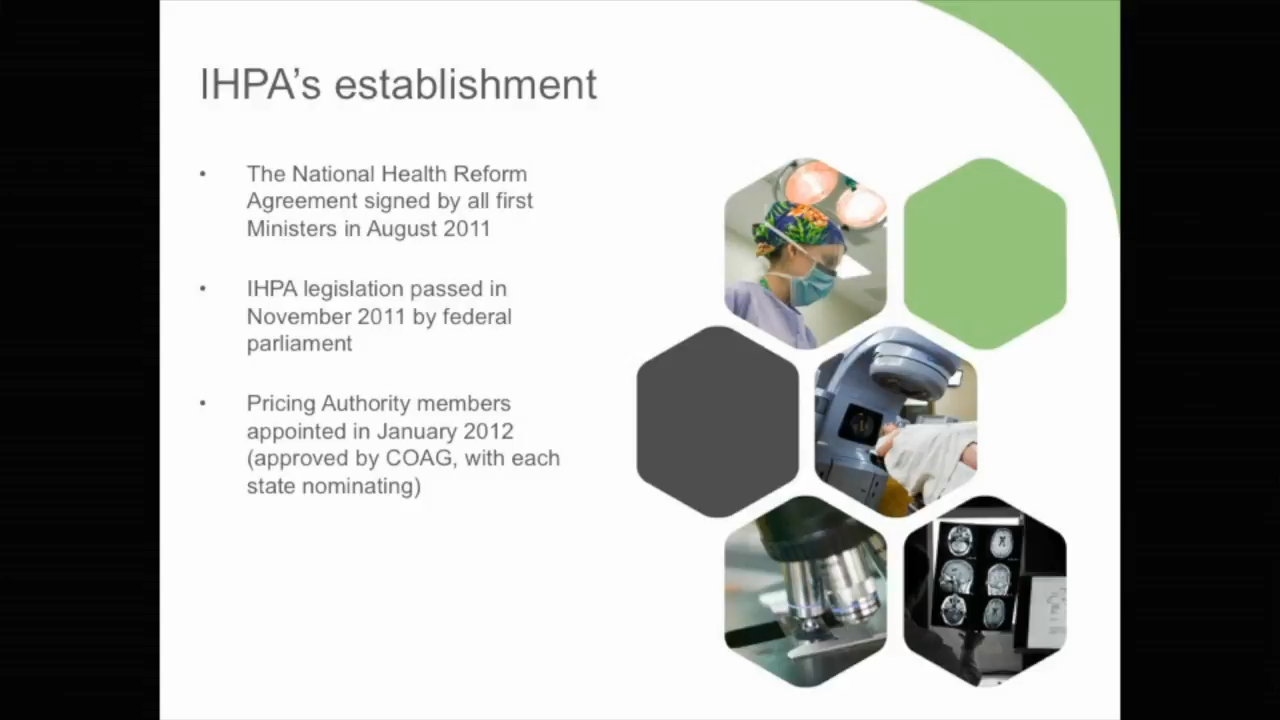 IHPA's establishment
• The National Health Reform
Agreement signed by all first
Ministers in August 2011
• IHPA legislation passed in
November 2011 by federal
parliament
• Pricing Authority members
appointed in January 2012
(approved by COAG, with each
state nominating)